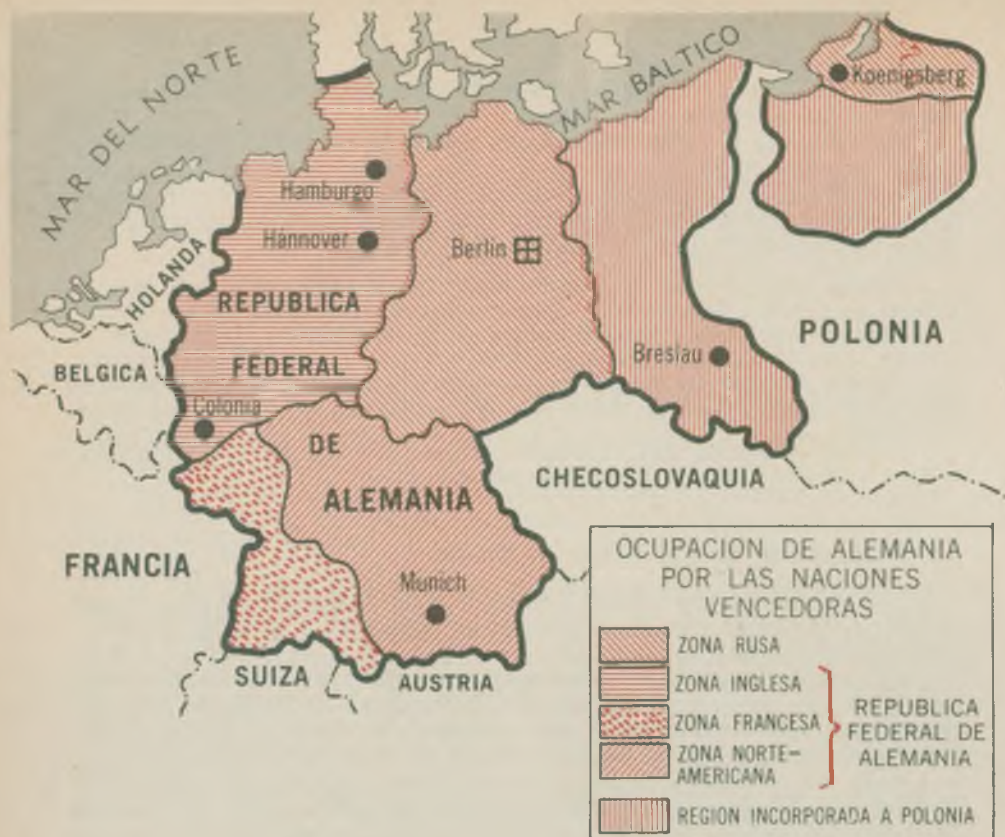 MAR DEL NORTE
MAR BALTICO
Koenigsberg
Hamburgo
Hánnover
Berlin
HOLANDA
REPUBLICA
POLONIA
BELGICA
FEDERAL
Breslau
Colonia
DE
CHECOSLOVAQUIA
ALEMANIA
FRANCIA
Munich
SUIZA
AUSTRIA
OCUPACION DE ALEMANIA
POR LAS NACIONES
VENCEDORAS
ZONA RUSA
ZONA INGLESA
ZONA FRANCESA
ZONA NORTE-
AMERICANA
REPUBLICA
FEDERAL DE
ALEMANIA
REGION INCORPORADA A POLONIA